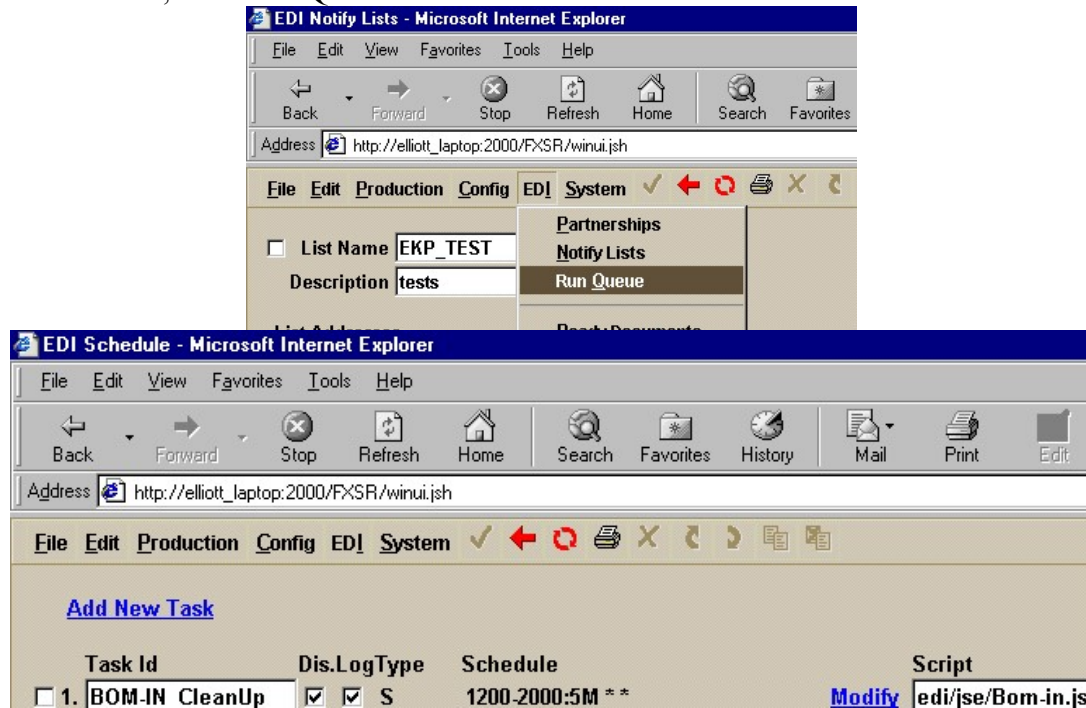 EDI Notify Lists - Microsoft Internet Explorer
File Edit View Favorites Tools Help
Back Forward Stop Refresh Home Search Favorites
Address http://elliott_laptop:2000/FXSR/winui.jsh
File Edit Production Config EDI System
Partnerships
List Name EKP_TEST Notify Lists
Description tests Run Queue
EDI Schedule - Microsoft Internet Explorer
File Edit View Favorites Tools Help
Back Forward Stop Refresh Home Search Favorites History Mail Print Edit
Address http://elliott_laptop:2000/FXSR/winui.jsh
File Edit Production Config EDI System
Add New Task
Task Id Dis.LogType Schedule Script
1. BOM-IN CleanUp S 1200-2000:5M * * Modify edi/jse/Bom-in.js